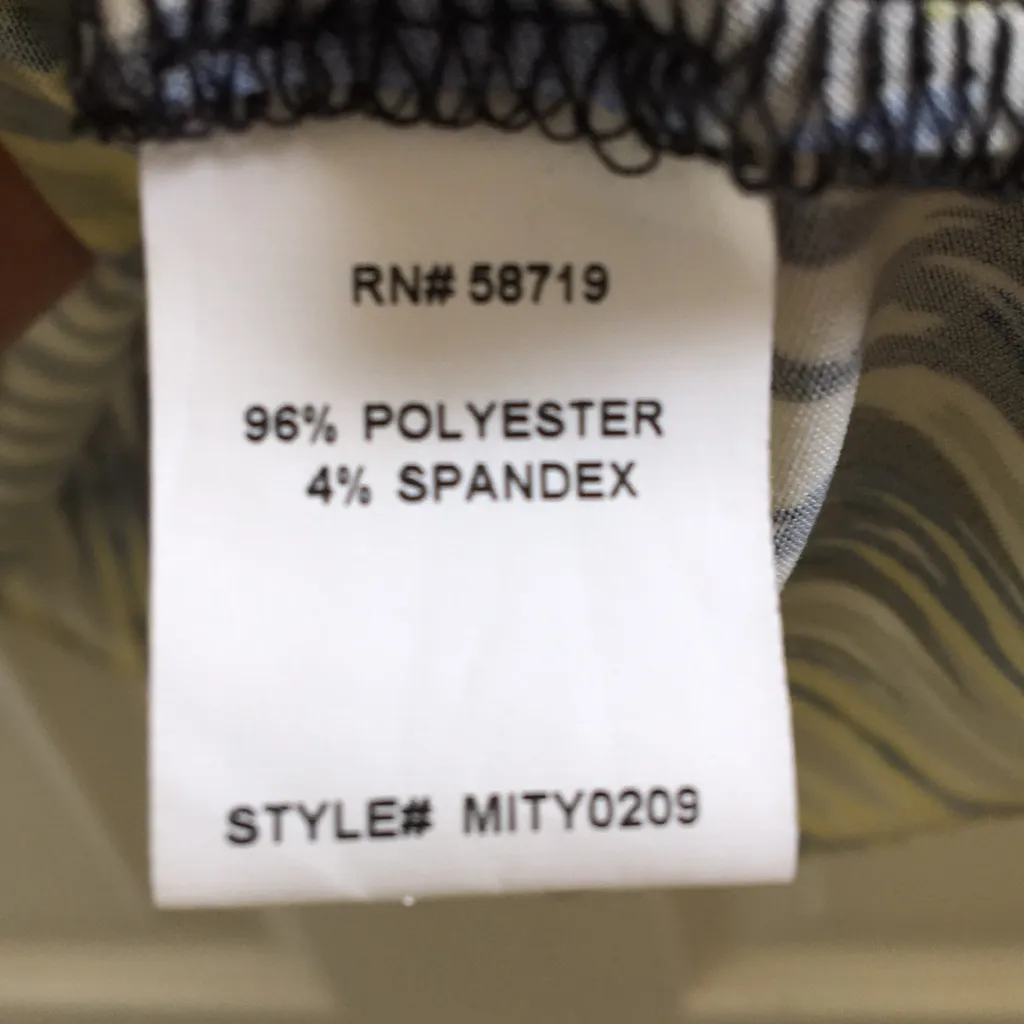 RN# 58719
96% POLYESTER
4% SPANDEX
STYLE# MITY0209